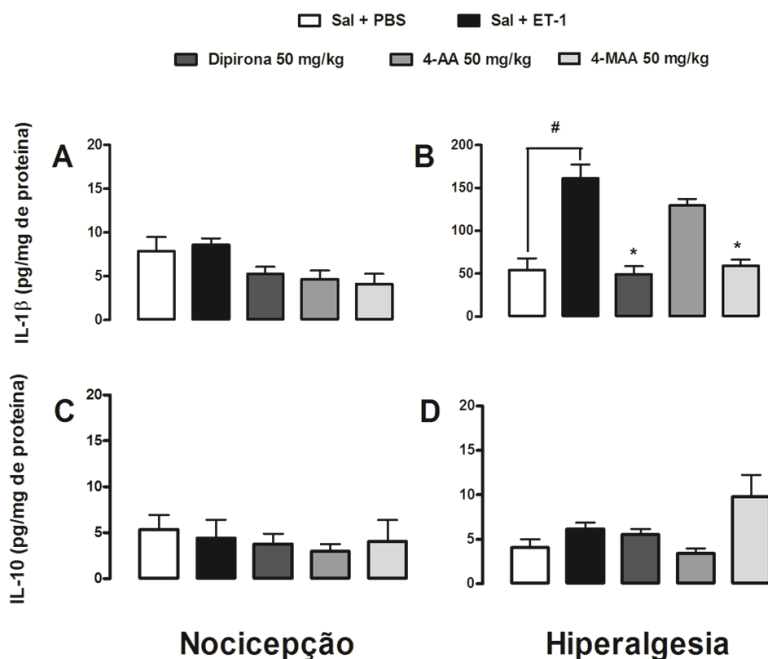 Sal + PBS
Sal + ET-1
Dipirona 50 mg/kg
4-AA 50 mg/kg
4-MAA 50 mg/kg
IL-1β (pg/mg de proteína)
A
20
15
10
5
0
B
200
150
100
50
0
#
*
*
IL-10 (pg/mg de proteína)
C
20
15
10
5
0
D
20
15
10
5
0
Nocicepção
Hiperalgesia